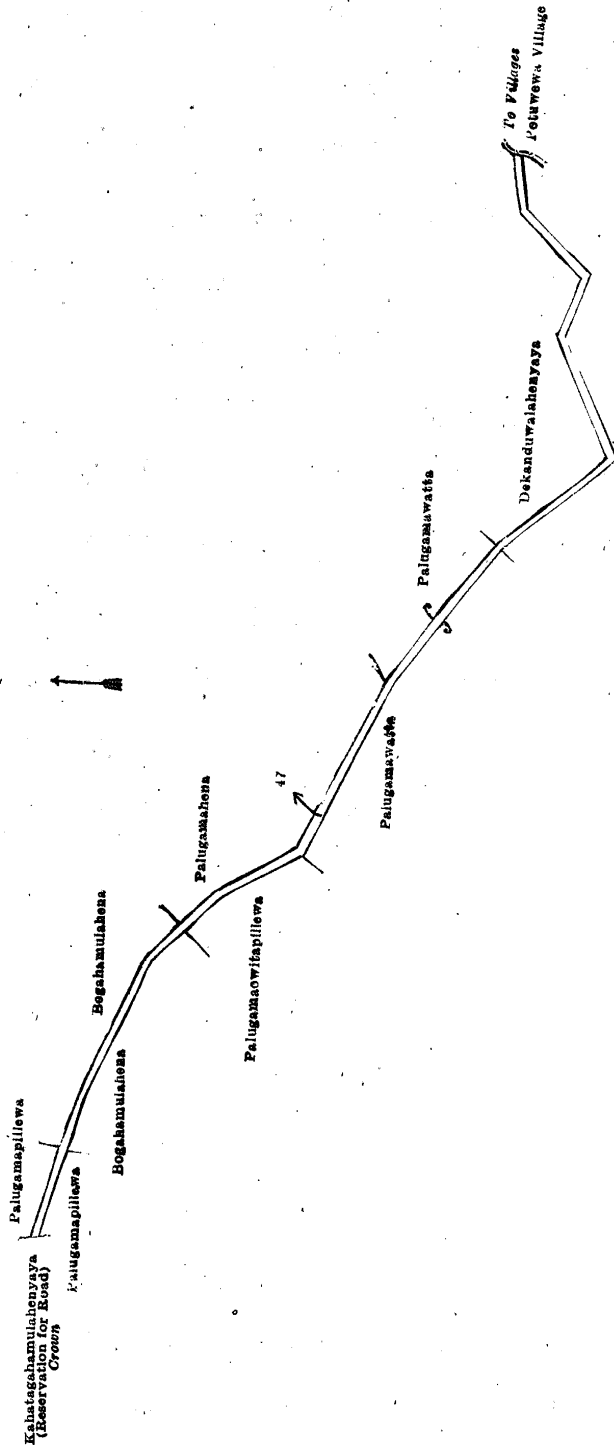 Kahatagahamulahenyaya
(Reservation for Road)
Crown
Palugamapillewa
Palugamapillewa
Bogahamulahena
Bogahamulahena
Palugamahena
Palugamaowitapillewa
47
Palugamawatta
Palugamawatta
Dekanduwalahenyaya
To Villages
Potuwewa Village